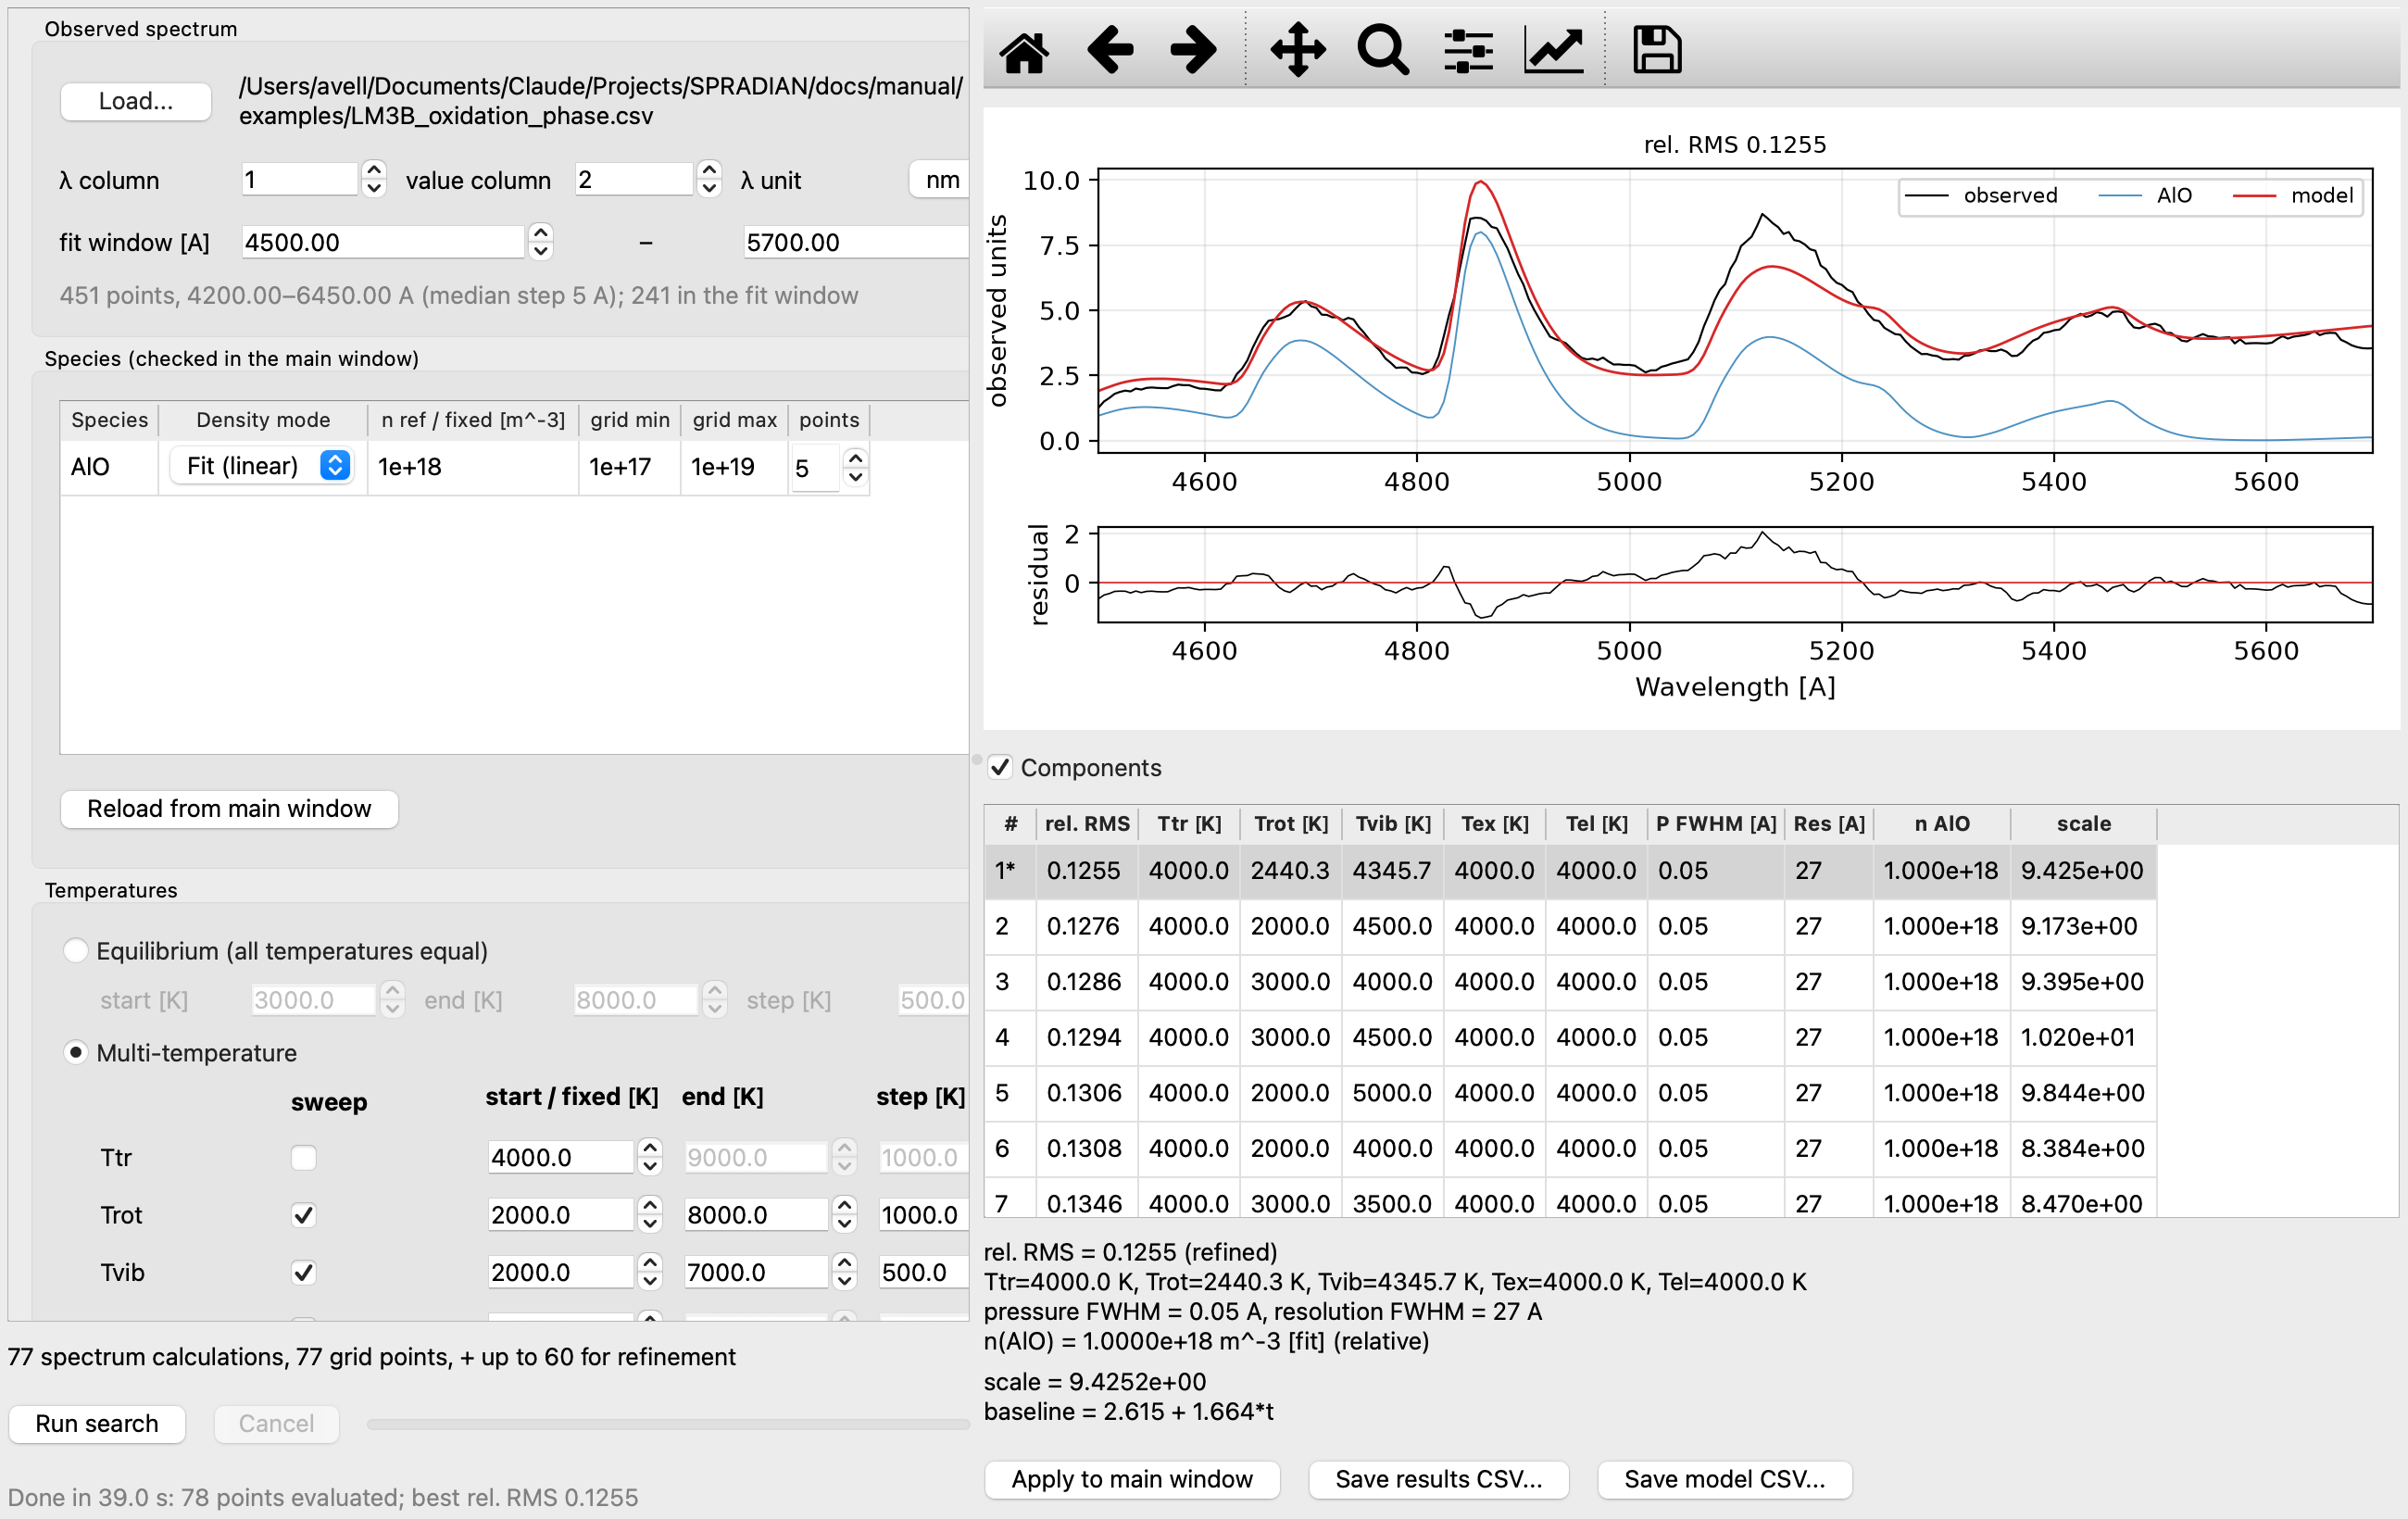 Observed spectrum
Load...
/Users/avell/Documents/Claude/Projects/SPRADIAN/docs/manual/
examples/LM3B_oxidation_phase.csv
λ column 1 value column 2 λ unit nm
fit window [A] 4500.00 – 5700.00
451 points, 4200.00–6450.00 A (median step 5 A); 241 in the fit window
Species (checked in the main window)
Species Density mode n ref / fixed [m^-3] grid min grid max points
AlO Fit (linear) 1e+18 1e+17 1e+19 5
Reload from main window
Temperatures
Equilibrium (all temperatures equal)
start [K] 3000.0 end [K] 8000.0 step [K] 500.0
Multi-temperature
sweep start / fixed [K] end [K] step [K]
Ttr 4000.0 9000.0 1000.0
Trot 2000.0 8000.0 1000.0
Tvib 2000.0 7000.0 500.0
77 spectrum calculations, 77 grid points, + up to 60 for refinement
Run search Cancel
Done in 39.0 s: 78 points evaluated; best rel. RMS 0.1255
rel. RMS 0.1255
observed AlO model
observed units
10.0
7.5
5.0
2.5
0.0
4600 4800 5000 5200 5400 5600
residual
2
0
4600 4800 5000 5200 5400 5600
Wavelength [A]
Components
# rel. RMS Ttr [K] Trot [K] Tvib [K] Tex [K] Tel [K] P FWHM [A] Res [A] n AlO scale
1* 0.1255 4000.0 2440.3 4345.7 4000.0 4000.0 0.05 27 1.000e+18 9.425e+00
2 0.1276 4000.0 2000.0 4500.0 4000.0 4000.0 0.05 27 1.000e+18 9.173e+00
3 0.1286 4000.0 3000.0 4000.0 4000.0 4000.0 0.05 27 1.000e+18 9.395e+00
4 0.1294 4000.0 3000.0 4500.0 4000.0 4000.0 0.05 27 1.000e+18 1.020e+01
5 0.1306 4000.0 2000.0 5000.0 4000.0 4000.0 0.05 27 1.000e+18 9.844e+00
6 0.1308 4000.0 2000.0 4000.0 4000.0 4000.0 0.05 27 1.000e+18 8.384e+00
7 0.1346 4000.0 3000.0 3500.0 4000.0 4000.0 0.05 27 1.000e+18 8.470e+00
rel. RMS = 0.1255 (refined)
Ttr=4000.0 K, Trot=2440.3 K, Tvib=4345.7 K, Tex=4000.0 K, Tel=4000.0 K
pressure FWHM = 0.05 A, resolution FWHM = 27 A
n(AlO) = 1.0000e+18 m^-3 [fit] (relative)
scale = 9.4252e+00
baseline = 2.615 + 1.664*t
Apply to main window Save results CSV... Save model CSV...